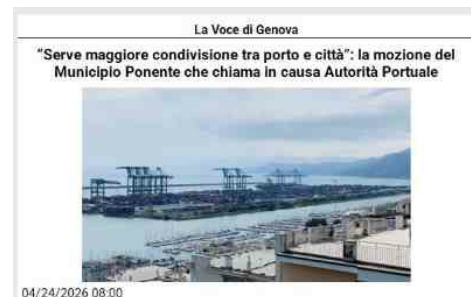 La Voce di Genova
“Serve maggiore condivisione tra porto e città”: la mozione del
Municipio Ponente che chiama in causa Autorità Portuale
04/24/2026 08:00